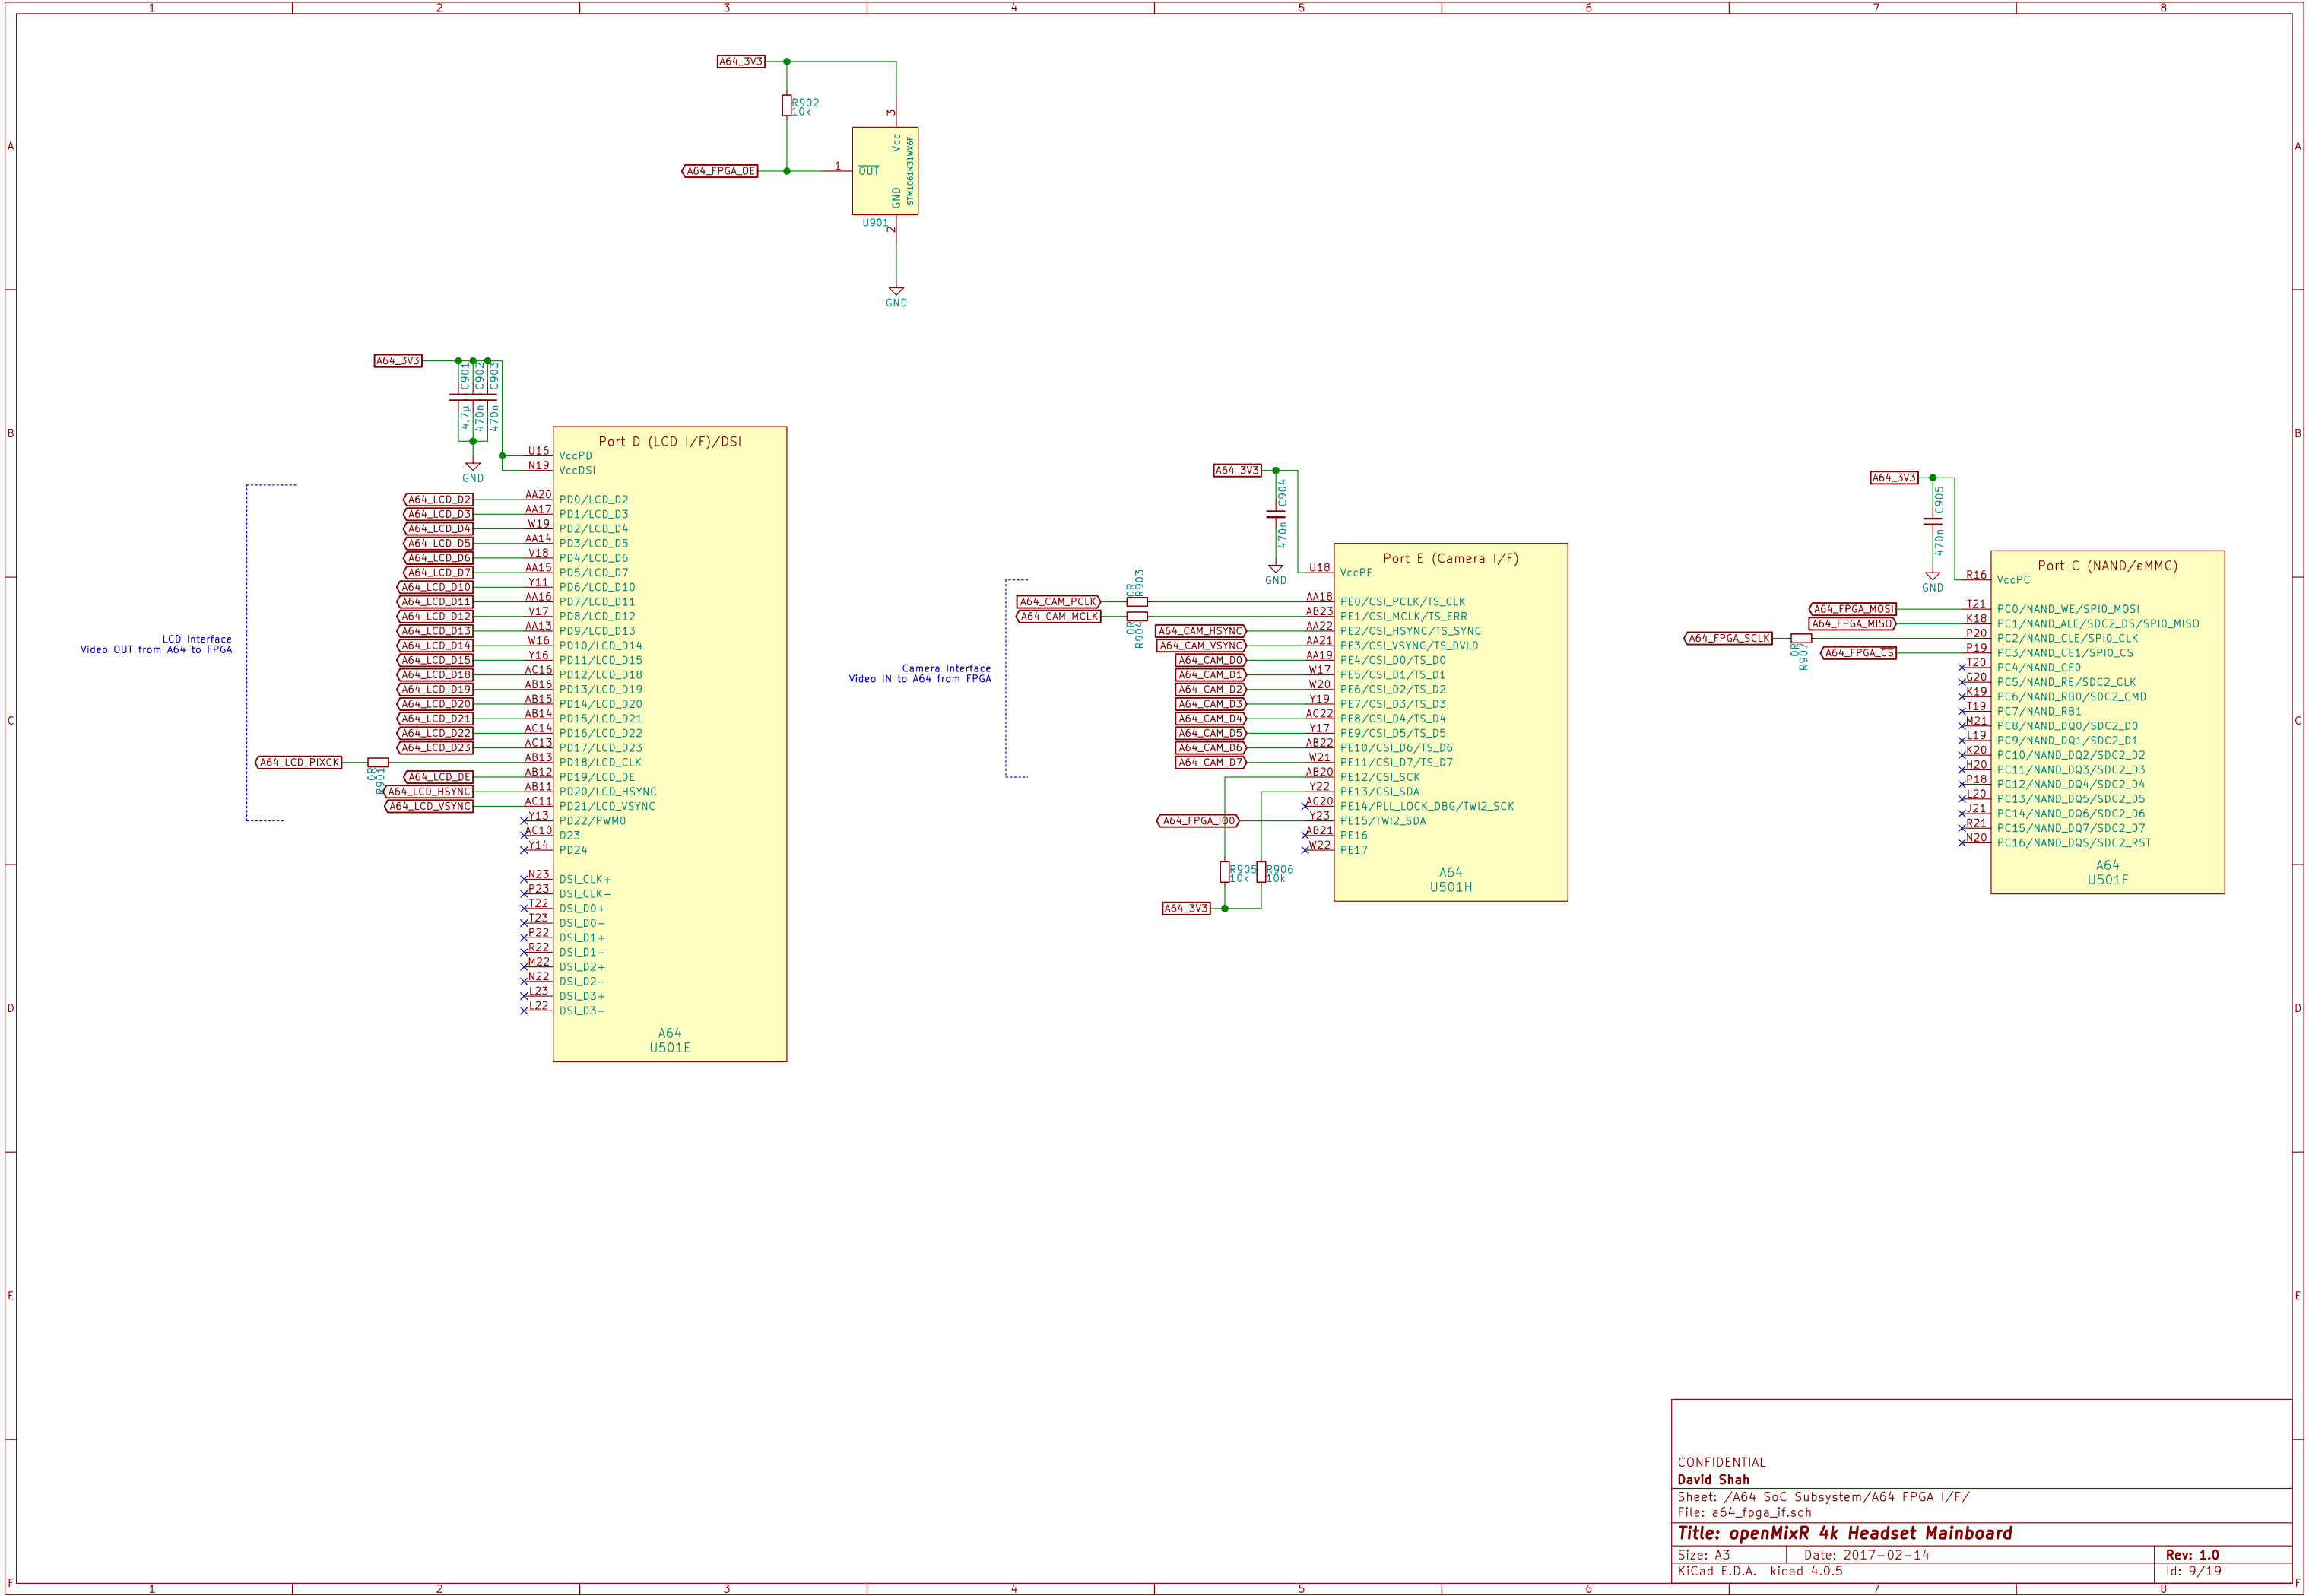 1 2 3 4 5 6 7 8
A
A
B
B
C
C
D
D
E
E
F
F
A64_3V3
R902
10k
3
Vcc
STM1061N31WX6F
A64_FPGA_OE
1
OUT
GND
U901
2
GND
A64_3V3
C901
C902
C903
4.7µ
470n
470n
GND
Port D (LCD I/F)/DSI
U16 VccPD
N19 VccDSI
A64_LCD_D2 AA20 PD0/LCD_D2
A64_LCD_D3 AA17 PD1/LCD_D3
A64_LCD_D4 W19 PD2/LCD_D4
A64_LCD_D5 AA14 PD3/LCD_D5
A64_LCD_D6 V18 PD4/LCD_D6
A64_LCD_D7 AA15 PD5/LCD_D7
A64_LCD_D10 Y11 PD6/LCD_D10
A64_LCD_D11 AA16 PD7/LCD_D11
A64_LCD_D12 V17 PD8/LCD_D12
A64_LCD_D13 AA13 PD9/LCD_D13
A64_LCD_D14 W16 PD10/LCD_D14
A64_LCD_D15 Y16 PD11/LCD_D15
A64_LCD_D18 AC16 PD12/LCD_D18
A64_LCD_D19 AB16 PD13/LCD_D19
A64_LCD_D20 AB15 PD14/LCD_D20
A64_LCD_D21 AB14 PD15/LCD_D21
A64_LCD_D22 AC14 PD16/LCD_D22
A64_LCD_D23 AC13 PD17/LCD_D23
A64_LCD_PIXCK 0R R901 AB13 PD18/LCD_CLK
A64_LCD_DE AB12 PD19/LCD_DE
A64_LCD_HSYNC AB11 PD20/LCD_HSYNC
A64_LCD_VSYNC AC11 PD21/LCD_VSYNC
Y13 PD22/PWM0
AC10 D23
Y14 PD24
N23 DSI_CLK+
P23 DSI_CLK-
T22 DSI_D0+
T23 DSI_D0-
P22 DSI_D1+
R22 DSI_D1-
M22 DSI_D2+
N22 DSI_D2-
L23 DSI_D3+
L22 DSI_D3-
A64
U501E
LCD Interface
Video OUT from A64 to FPGA
A64_3V3
C904
470n
GND
Port E (Camera I/F)
U18 VccPE
A64_CAM_PCLK 0R R903 AA18 PE0/CSI_PCLK/TS_CLK
A64_CAM_MCLK 0R R904 AB23 PE1/CSI_MCLK/TS_ERR
A64_CAM_HSYNC AA22 PE2/CSI_HSYNC/TS_SYNC
A64_CAM_VSYNC AA21 PE3/CSI_VSYNC/TS_DVLD
A64_CAM_D0 AA19 PE4/CSI_D0/TS_D0
A64_CAM_D1 W17 PE5/CSI_D1/TS_D1
A64_CAM_D2 W20 PE6/CSI_D2/TS_D2
A64_CAM_D3 Y19 PE7/CSI_D3/TS_D3
A64_CAM_D4 AC22 PE8/CSI_D4/TS_D4
A64_CAM_D5 Y17 PE9/CSI_D5/TS_D5
A64_CAM_D6 AB22 PE10/CSI_D6/TS_D6
A64_CAM_D7 W21 PE11/CSI_D7/TS_D7
AB20 PE12/CSI_SCK
Y22 PE13/CSI_SDA
AC20 PE14/PLL_LOCK_DBG/TWI2_SCK
A64_FPGA_IO0 Y23 PE15/TWI2_SDA
AB21 PE16
W22 PE17
R905
10k
R906
10k
A64_3V3
A64
U501H
Camera Interface
Video IN to A64 from FPGA
A64_3V3
C905
470n
GND
Port C (NAND/eMMC)
R16 VccPC
A64_FPGA_MOSI T21 PC0/NAND_WE/SPI0_MOSI
A64_FPGA_MISO K18 PC1/NAND_ALE/SDC2_DS/SPI0_MISO
A64_FPGA_SCLK 0R R907 P20 PC2/NAND_CLE/SPI0_CLK
A64_FPGA_CS P19 PC3/NAND_CE1/SPI0_CS
T20 PC4/NAND_CE0
G20 PC5/NAND_RE/SDC2_CLK
K19 PC6/NAND_RB0/SDC2_CMD
T19 PC7/NAND_RB1
M21 PC8/NAND_DQ0/SDC2_D0
L19 PC9/NAND_DQ1/SDC2_D1
K20 PC10/NAND_DQ2/SDC2_D2
H20 PC11/NAND_DQ3/SDC2_D3
P18 PC12/NAND_DQ4/SDC2_D4
L20 PC13/NAND_DQ5/SDC2_D5
J21 PC14/NAND_DQ6/SDC2_D6
R21 PC15/NAND_DQ7/SDC2_D7
N20 PC16/NAND_DQS/SDC2_RST
A64
U501F
CONFIDENTIAL
David Shah
Sheet: /A64 SoC Subsystem/A64 FPGA I/F/
File: a64_fpga_if.sch
Title: openMixR 4k Headset Mainboard
Size: A3 Date: 2017-02-14 Rev: 1.0
KiCad E.D.A. kicad 4.0.5 Id: 9/19
1 2 3 4 5 6 7 8